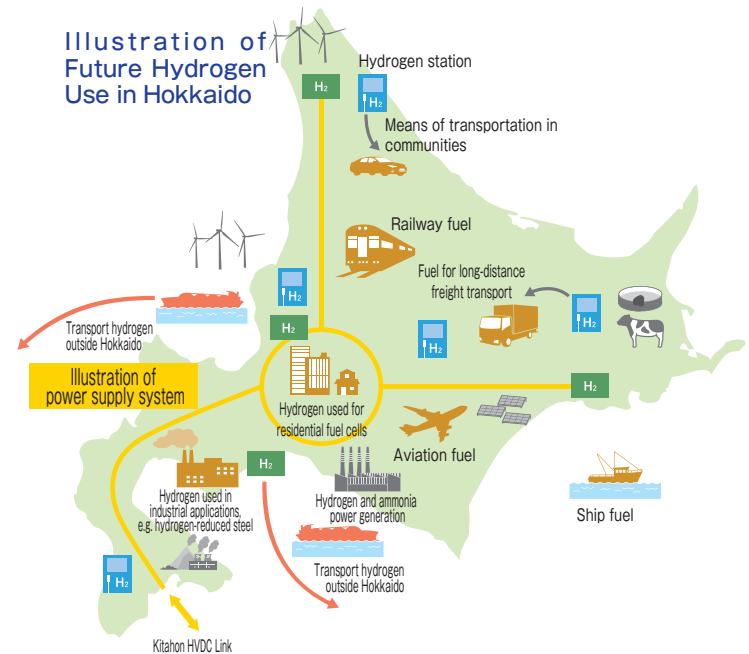 Illustration of
Future Hydrogen
Use in Hokkaido
Hydrogen station
H₂
H₂
Means of transportation in
communities
Railway fuel
Fuel for long-distance
freight transport
H₂
H₂
H₂
H₂
Transport hydrogen
outside Hokkaido
Illustration of
power supply system
H₂
Hydrogen used for
residential fuel cells
Aviation fuel
H₂
Hydrogen used in
industrial applications,
e.g. hydrogen-reduced steel
Hydrogen and ammonia
power generation
Ship fuel
H₂
Transport hydrogen
outside Hokkaido
Kitahon HVDC Link